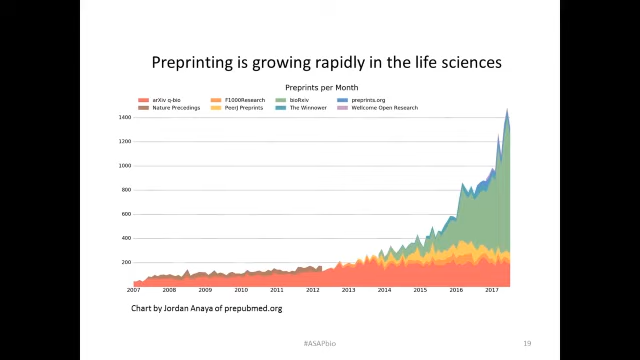 Preprinting is growing rapidly in the life sciences
Preprints per Month
arXiv q-bio F1000Research bioRxiv preprints.org
Nature Precedings PeerJ Preprints The Winnower Wellcome Open Research
1400
1200
1000
800
600
400
200
2007 2008 2009 2010 2011 2012 2013 2014 2015 2016 2017
Chart by Jordan Anaya of prepubmed.org
#ASAPbio 19